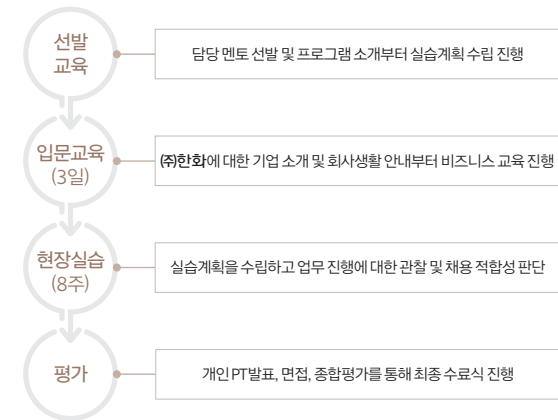 선발
교육
담당 멘토 선발 및 프로그램 소개부터 실습계획 수립 진행
입문교육
(3일)
㈜한화에 대한 기업 소개 및 회사생활 안내부터 비즈니스 교육 진행
현장실습
(8주)
실습계획을 수립하고 업무 진행에 대한 관찰 및 채용 적합성 판단
평가
개인 PT발표, 면접, 종합평가를 통해 최종 수료식 진행